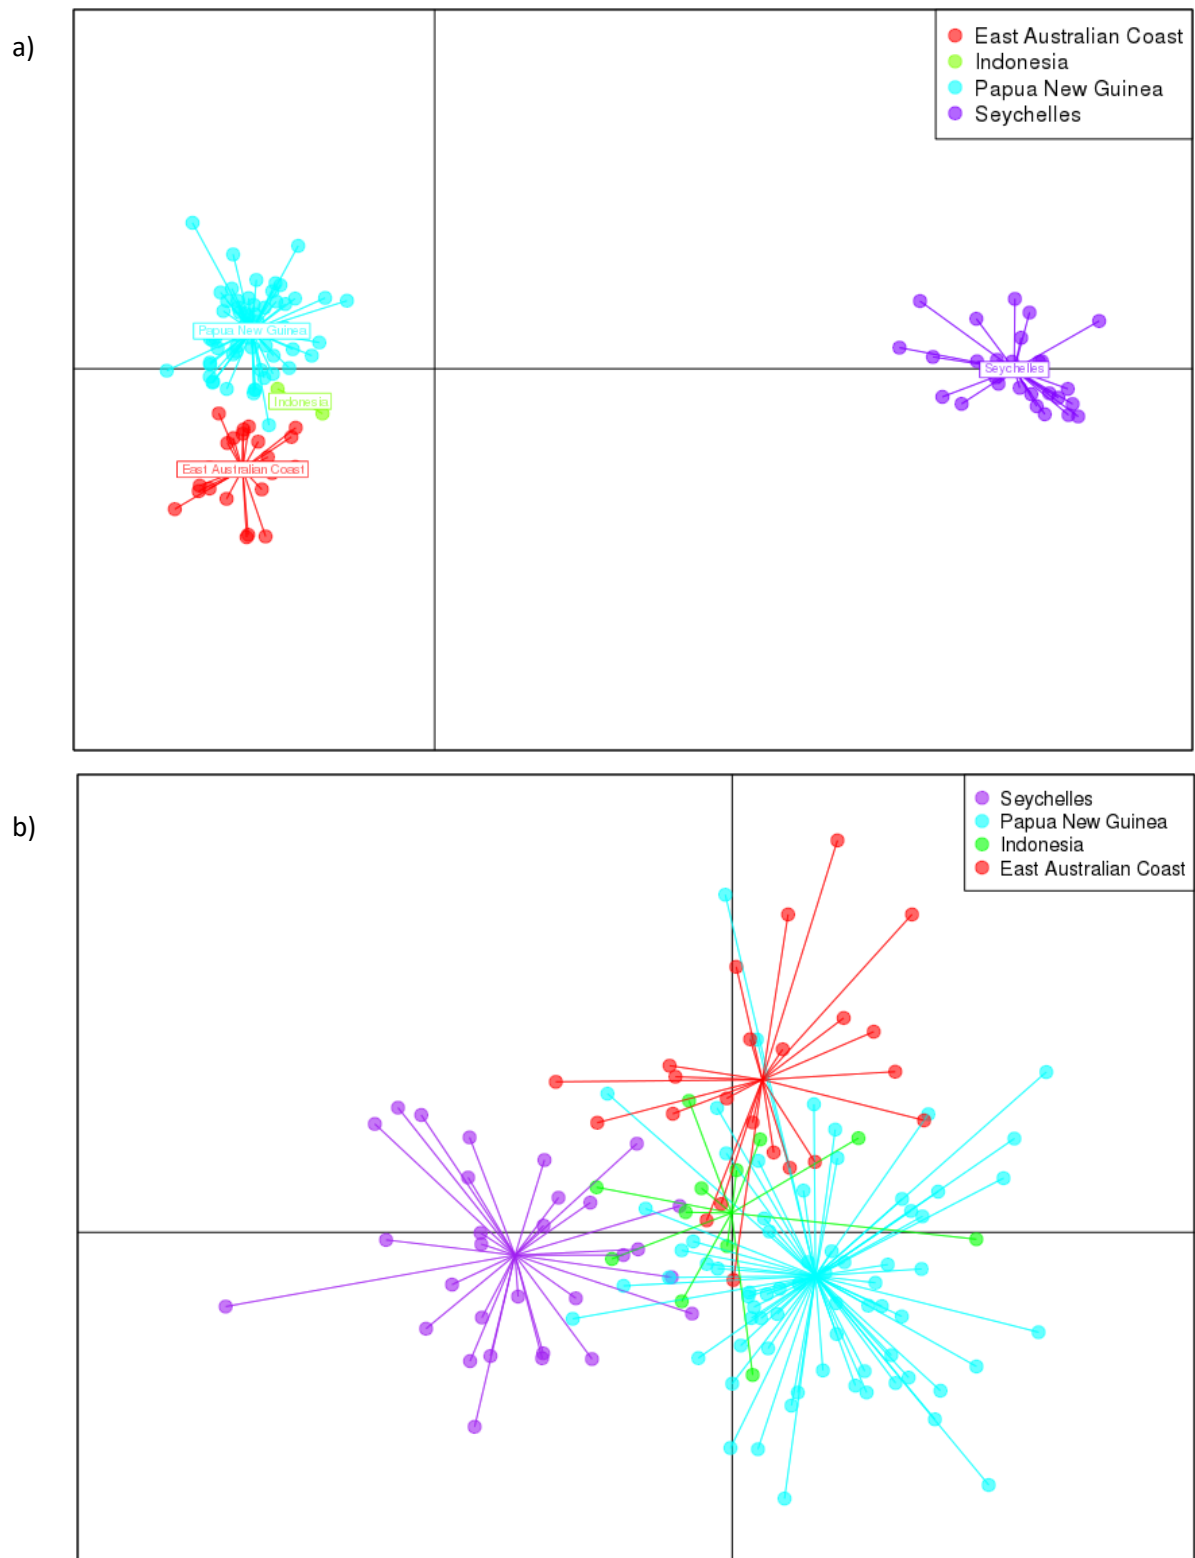 a)
East Australian Coast
Indonesia
Papua New Guinea
Seychelles
Papua New Guinea
Seychelles
Indonesia
East Australian Coast
b)
Seychelles
Papua New Guinea
Indonesia
East Australian Coast